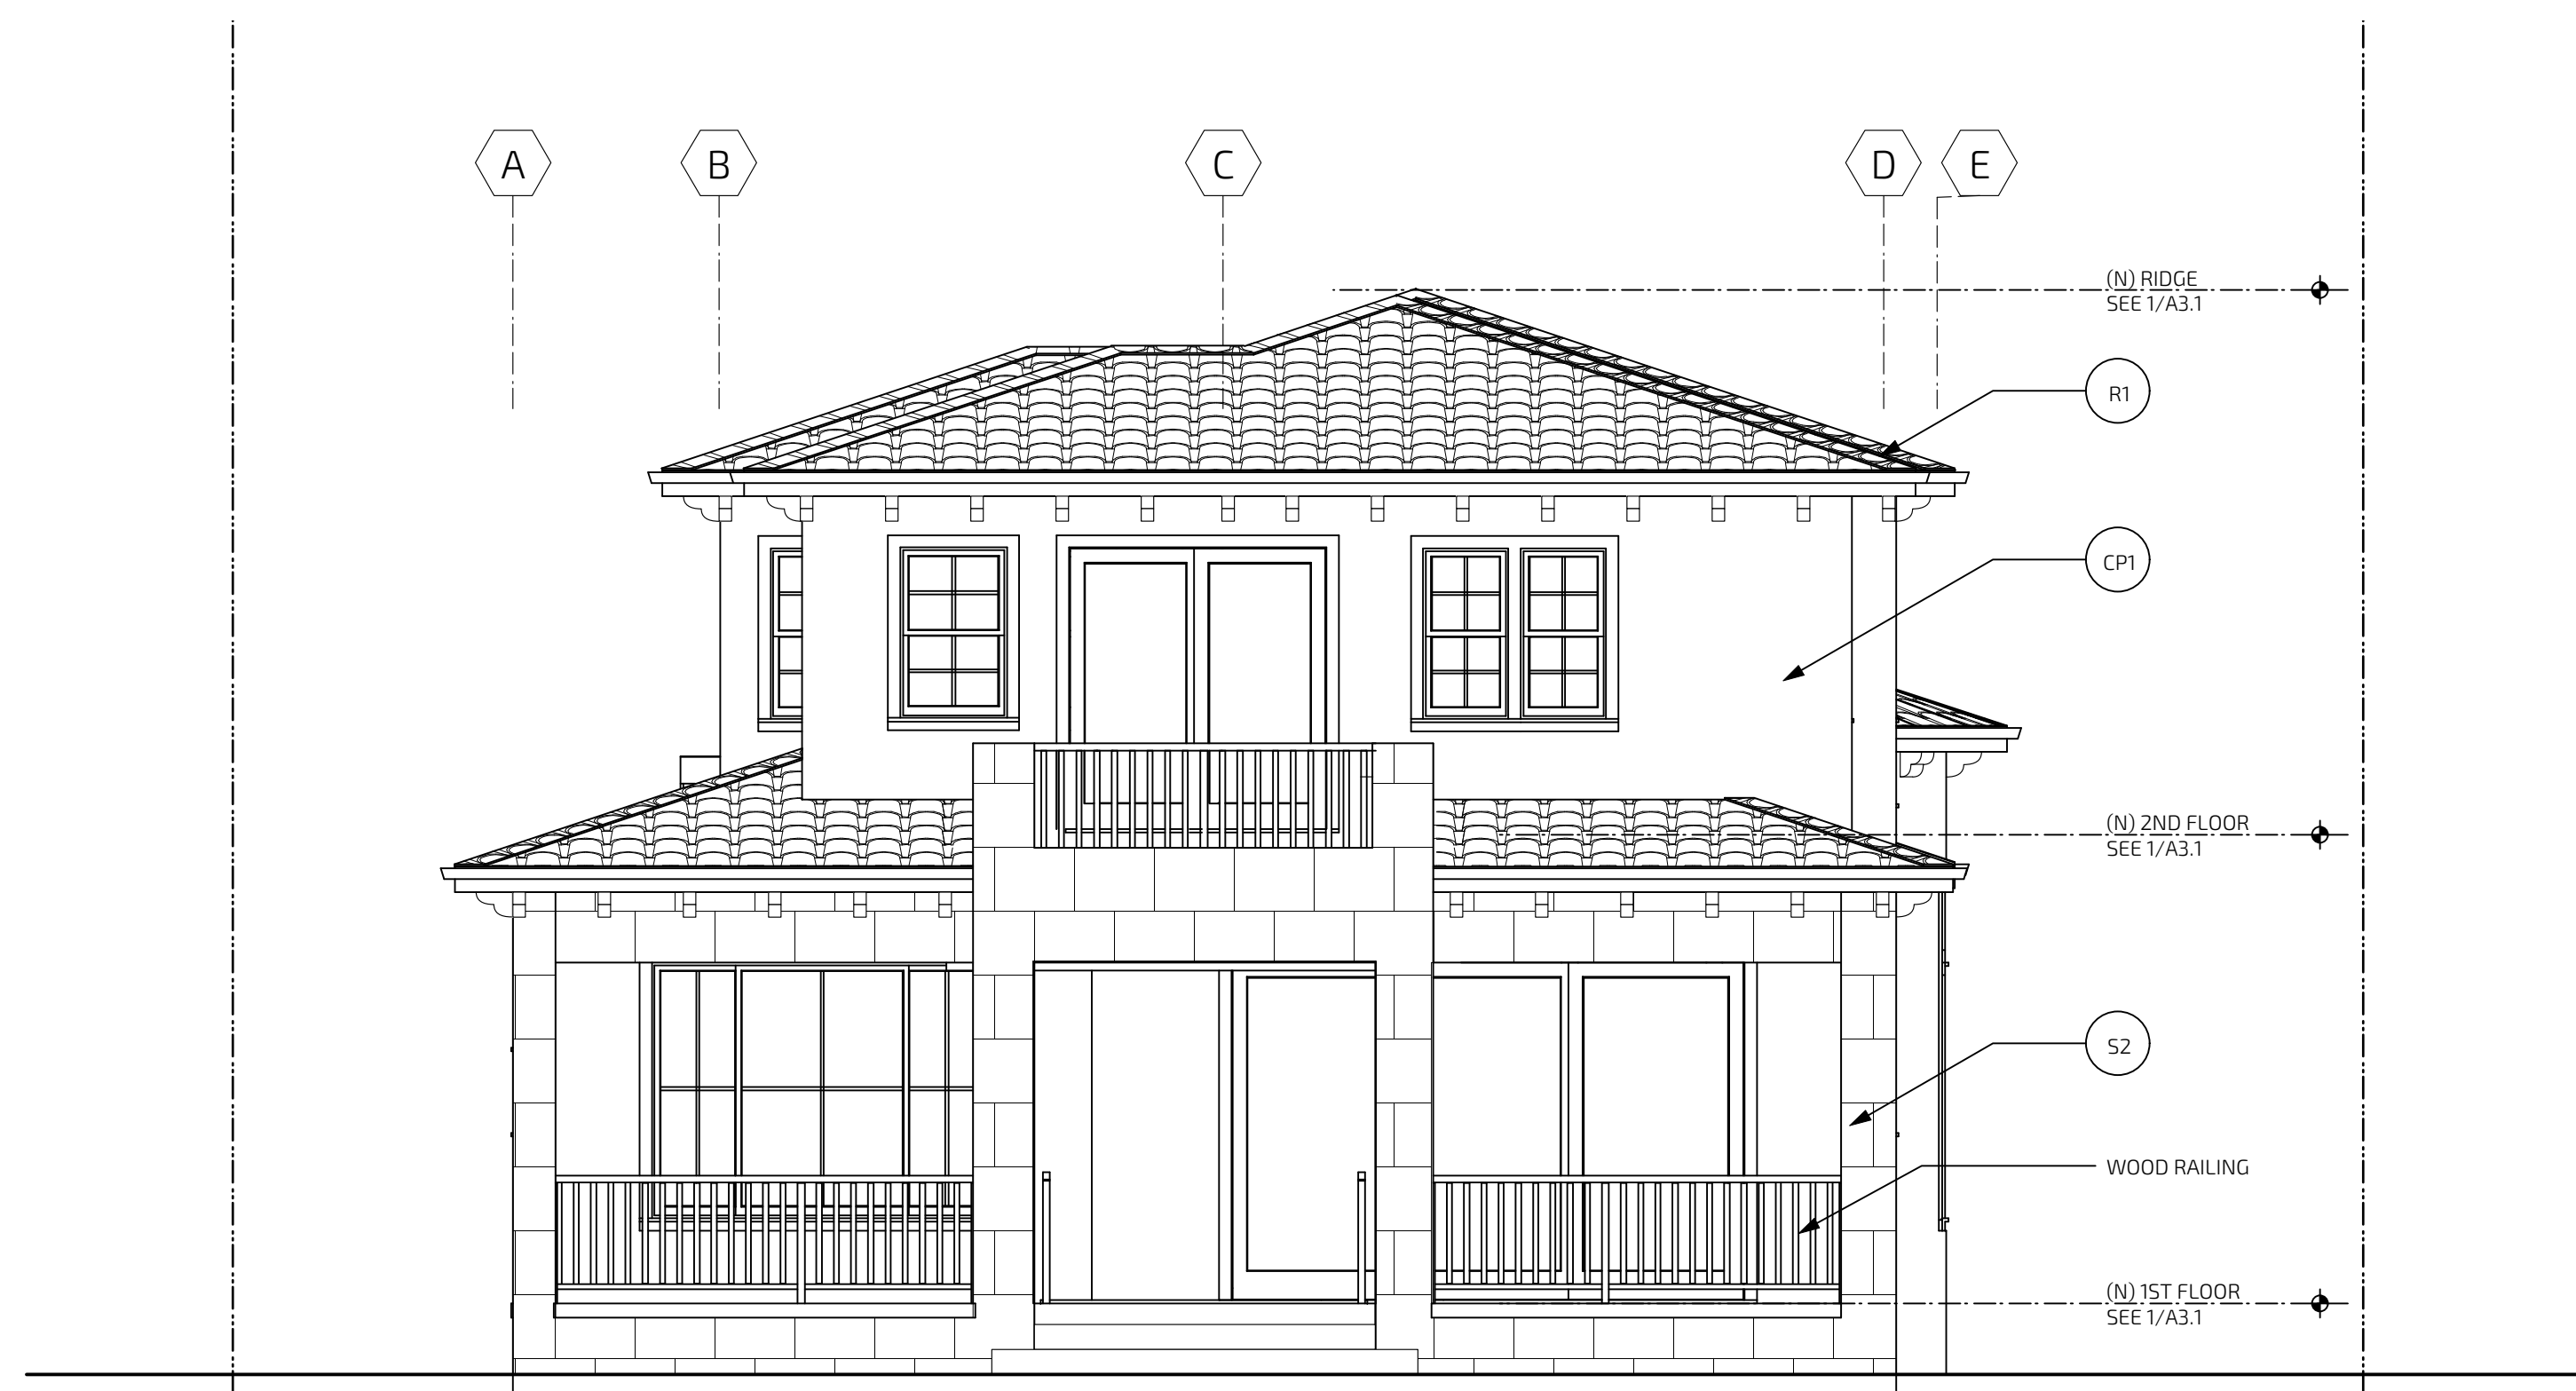 A
B
C
D
E
(N) RIDGE
SEE 1/A3.1
R1
CP1
(N) 2ND FLOOR
SEE 1/A3.1
S2
WOOD RAILING
(N) 1ST FLOOR
SEE 1/A3.1